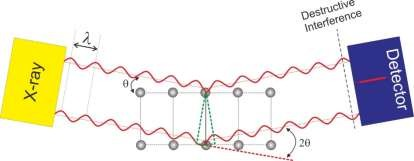 Destructive
Interference
λ
X-ray
θ
Detector
2θ